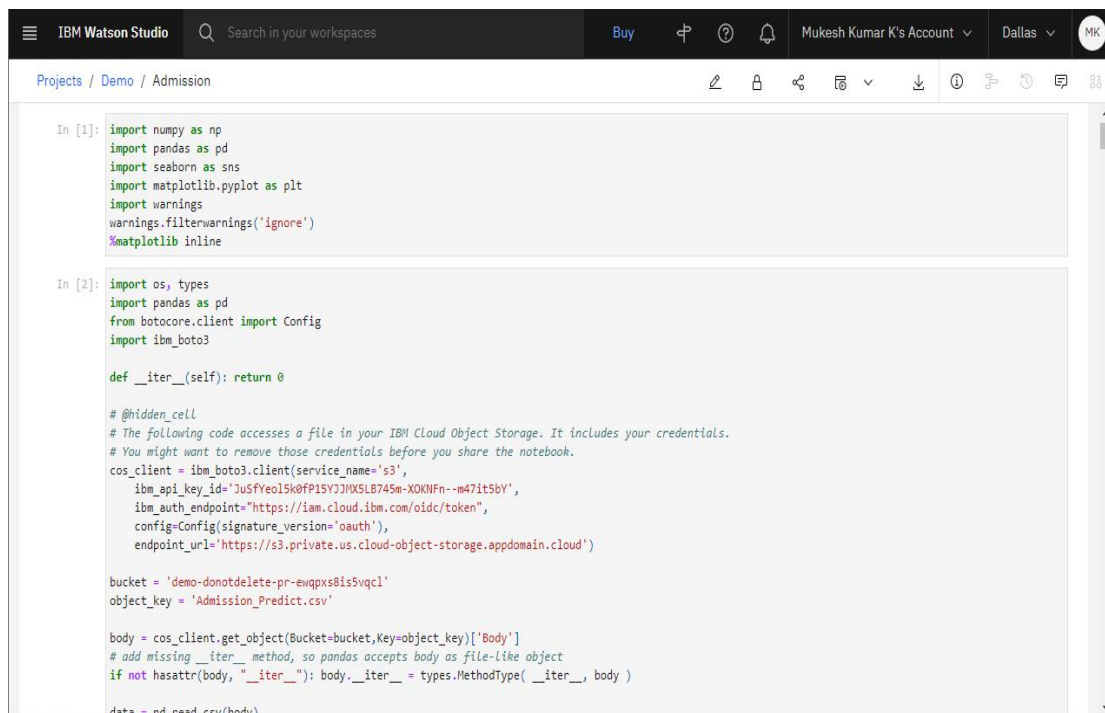 IBM Watson Studio
Search in your workspaces
Buy
Mukesh Kumar K's Account
Dallas
MK
Projects / Demo / Admission
In [1]: import numpy as np
import pandas as pd
import seaborn as sns
import matplotlib.pyplot as plt
import warnings
warnings.filterwarnings('ignore')
%matplotlib inline
In [2]: import os, types
import pandas as pd
from botocore.client import Config
import ibm_boto3
def __iter__(self): return 0
# @hidden_cell
# The following code accesses a file in your IBM Cloud Object Storage. It includes your credentials.
# You might want to remove those credentials before you share the notebook.
cos_client = ibm_boto3.client(service_name='s3',
ibm_api_key_id='JuSfYeol5k0fP15YJJMX5LB745m-XOKNFn--m47it5bY',
ibm_auth_endpoint="https://iam.cloud.ibm.com/oidc/token",
config=Config(signature_version='oauth'),
endpoint_url='https://s3.private.us.cloud-object-storage.appdomain.cloud')
bucket = 'demo-donotdelete-pr-ewqpxs8is5vqcl'
object_key = 'Admission_Predict.csv'
body = cos_client.get_object(Bucket=bucket,Key=object_key)['Body']
# add missing __iter__ method, so pandas accepts body as file-like object
if not hasattr(body, "__iter__"): body.__iter__ = types.MethodType( __iter__, body )
data = pd.read_csv(body)